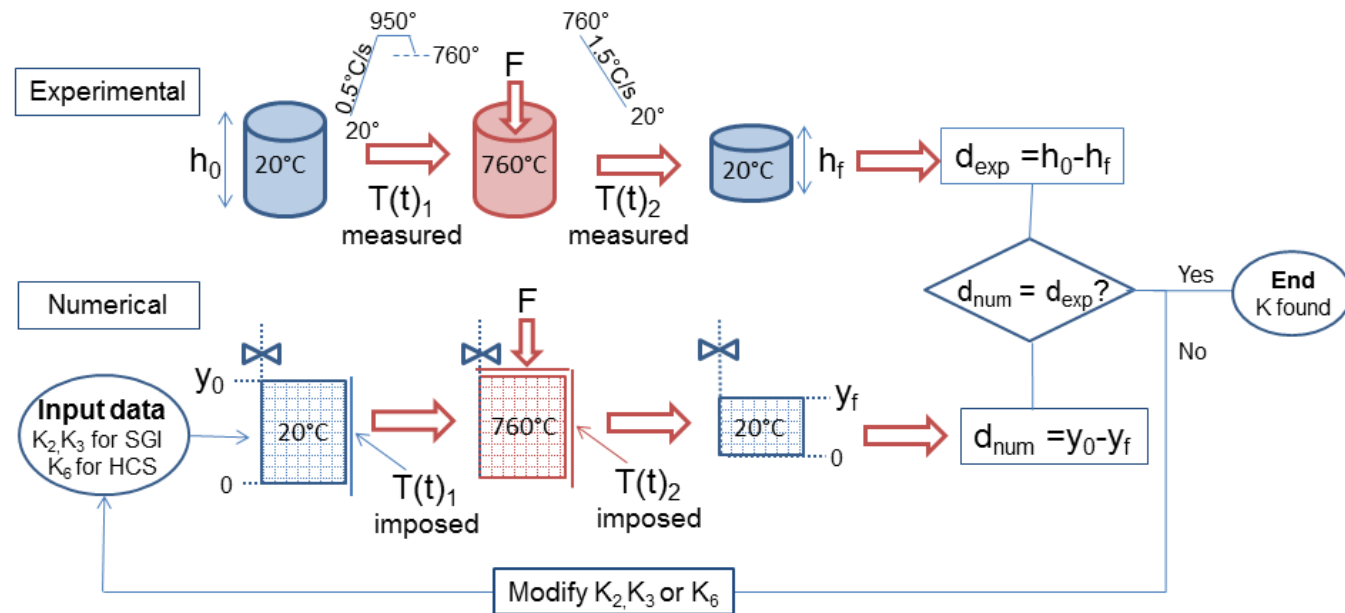 Experimental
h0
20°C
0.5°C/s
950°
760°
20°
T(t)1
measured
F
760°C
760°
1.5°C/s
20°
T(t)2
measured
20°C
hf
dexp =h0-hf
Numerical
Input data
K2,K3 for SGI
K6 for HCS
y0
0
20°C
T(t)1
imposed
F
760°C
T(t)2
imposed
20°C
yf
0
dnum =y0-yf
dnum = dexp?
Yes
No
End
K found
Modify K2,K3 or K6